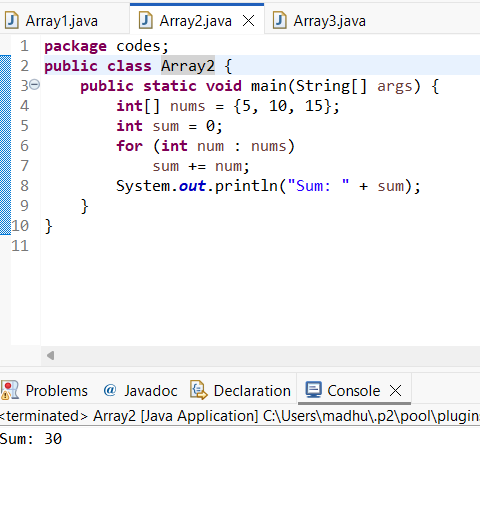 Array1.java Array2.java Array3.java
1 package codes;
2 public class Array2 {
3 public static void main(String[] args) {
4 int[] nums = {5, 10, 15};
5 int sum = 0;
6 for (int num : nums)
7 sum += num;
8 System.out.println("Sum: " + sum);
9 }
10 }
11
Problems @ Javadoc Declaration Console
<terminated> Array2 [Java Application] C:\Users\madhu\.p2\pool\plugin
Sum: 30